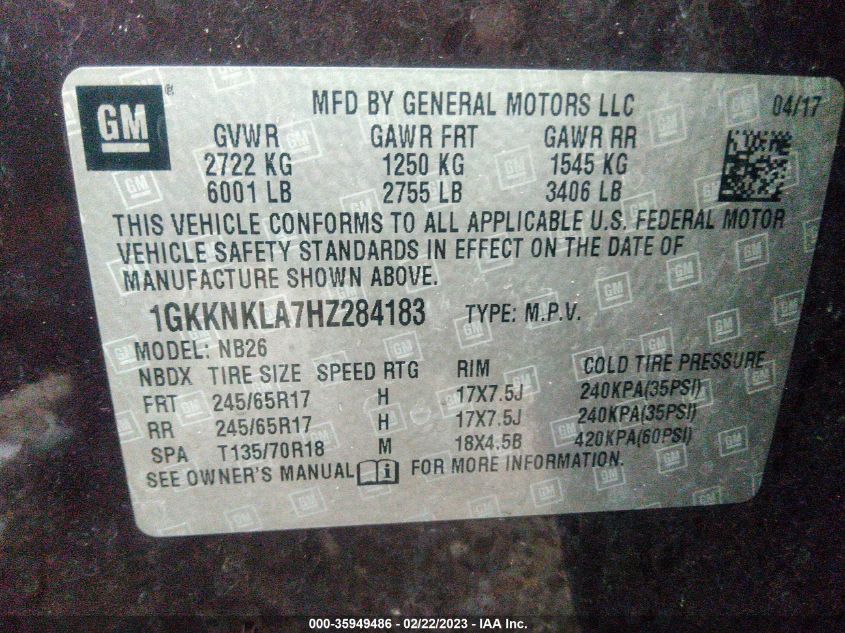 GM®
MFD BY GENERAL MOTORS LLC 04/17
GVWR GAWR FRT GAWR RR
2722 KG 1250 KG 1545 KG
6001 LB 2755 LB 3406 LB
THIS VEHICLE CONFORMS TO ALL APPLICABLE U.S. FEDERAL MOTOR
VEHICLE SAFETY STANDARDS IN EFFECT ON THE DATE OF
MANUFACTURE SHOWN ABOVE.
1GKKNKLA7HZ284183 TYPE: M.P.V.
MODEL: NB26
NBDX TIRE SIZE SPEED RTG RIM COLD TIRE PRESSURE
FRT 245/65R17 H 17X7.5J 240KPA(35PSI)
RR 245/65R17 H 17X7.5J 240KPA(35PSI)
SPA T135/70R18 M 18X4.5B 420KPA(60PSI)
SEE OWNER'S MANUAL i FOR MORE INFORMATION.
000-35949486 - 02/22/2023 - IAA Inc.